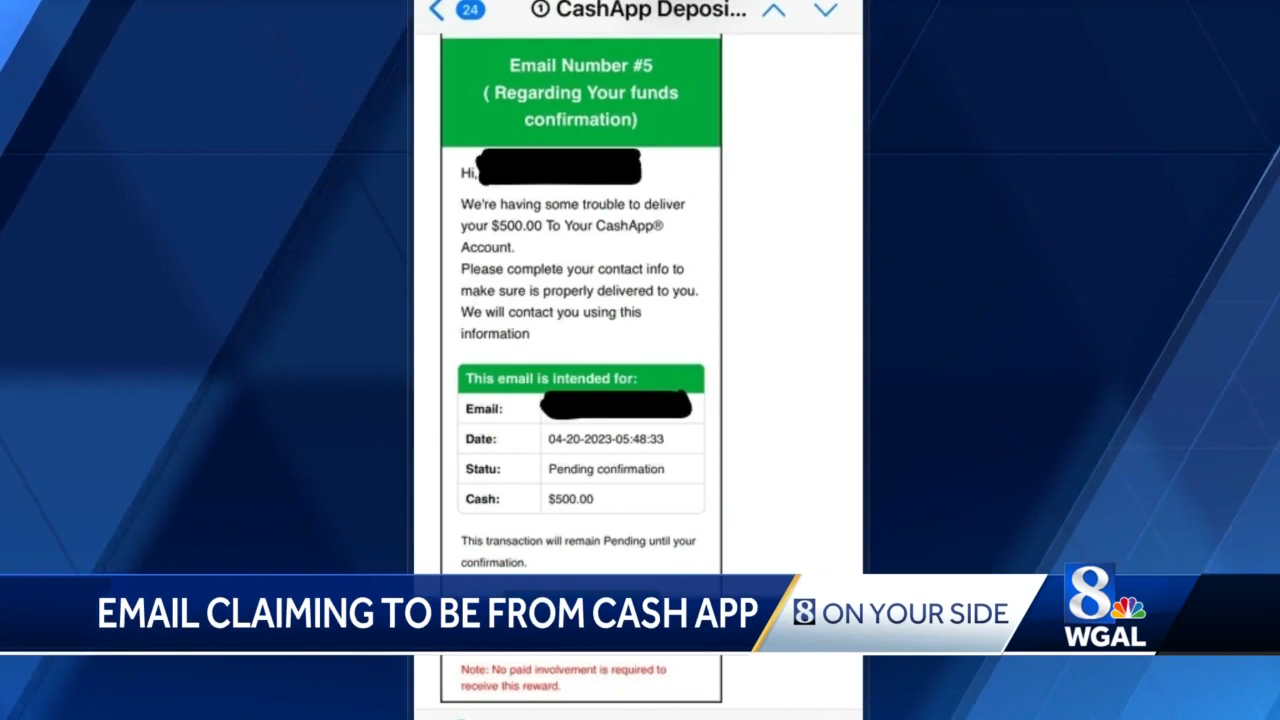 24
① CashApp Deposi...
Email Number #5
( Regarding Your funds
confirmation)
Hi,
We're having some trouble to deliver
your $500.00 To Your CashApp®
Account.
Please complete your contact info to
make sure is properly delivered to you.
We will contact you using this
information
This email is intended for:
Email:
Date: 04-20-2023-05:48:33
Statu: Pending confirmation
Cash: $500.00
This transaction will remain Pending until your
confirmation.
EMAIL CLAIMING TO BE FROM CASH APP
8 ON YOUR SIDE
8
WGAL
Note: No paid involvement is required to
receive this reward.